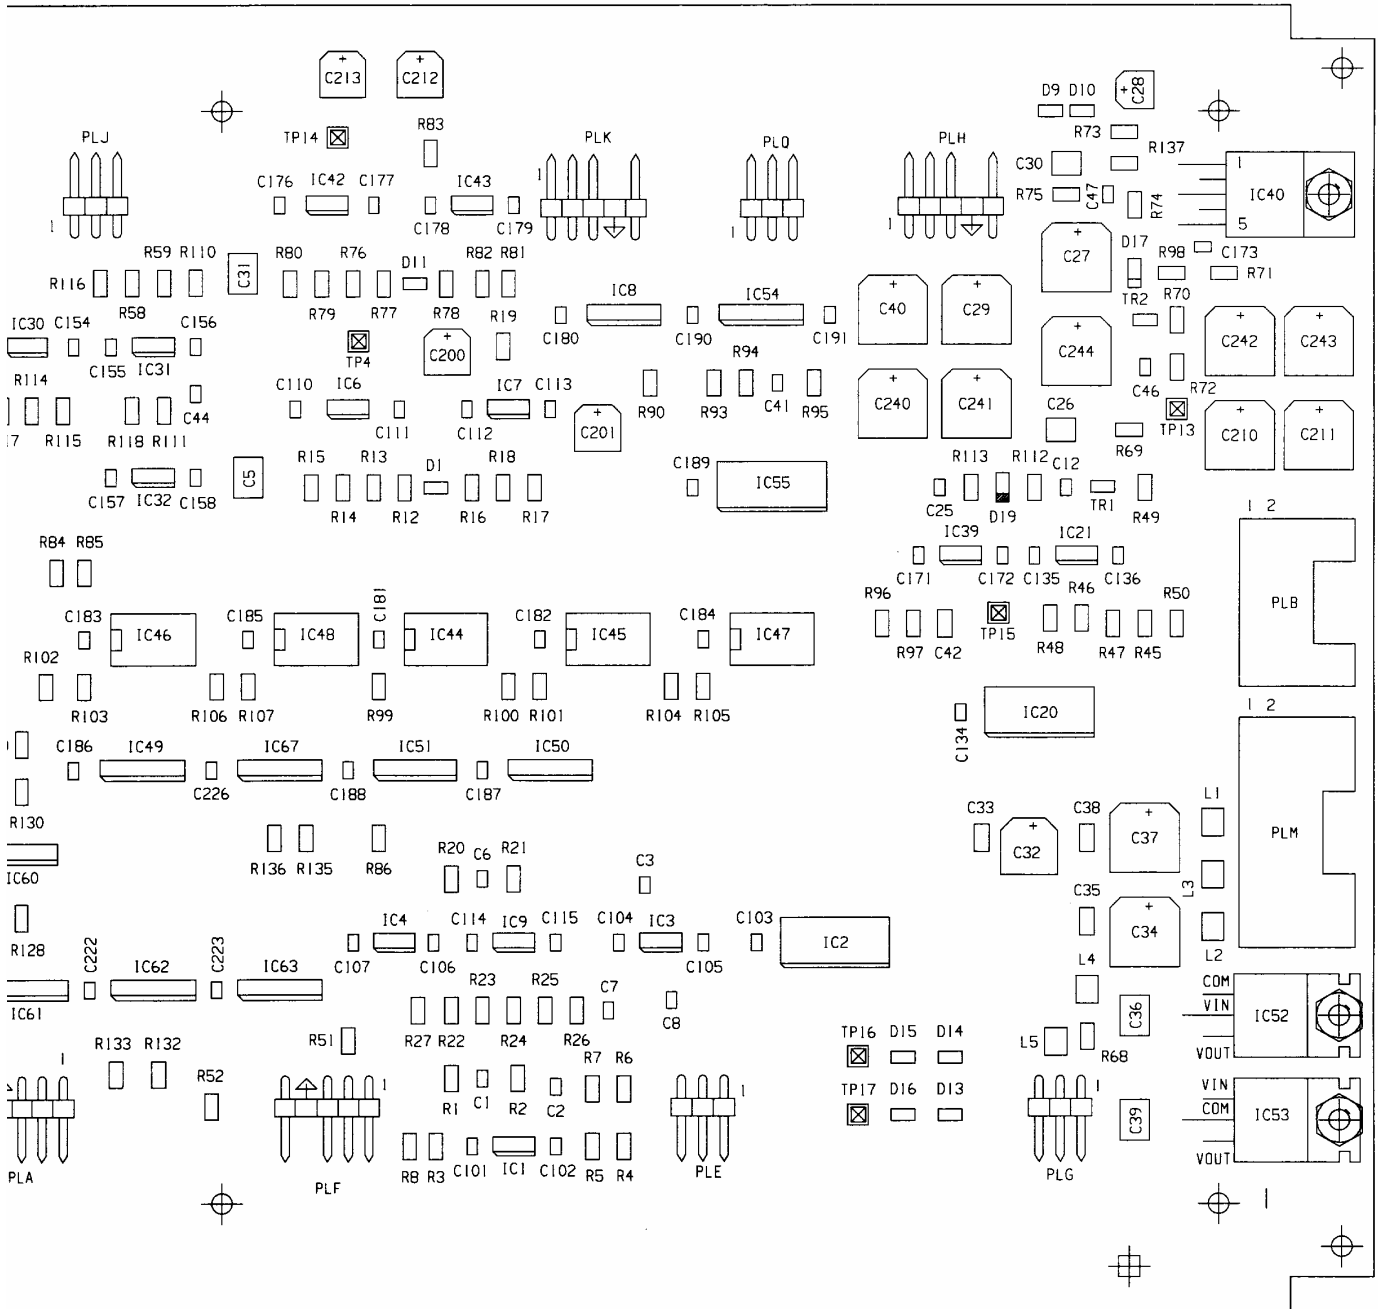 C213 C212 D9 D10 C28
TP14 R83 R73 R137
PLJ PLK PLQ PLH C30 1
C176 IC42 C177 IC43 1 R75 C47 R74 IC40
1 C178 C179 1 1 5
R59 R110 R80 R76 D11 R82 R81 C27 D17 R98 C173
R116 C31 R71
R58 R79 R77 R78 R19 IC8 IC54 C40 C29 TR2 R70
IC30 C154 C156 TP4 C200 C180 C190 R94 C191 C244 C242 C243
R114 C155 IC31 C110 IC6 IC7 C113 C46 R72
C44 R90 R93 C41 R95 C240 C241 C26 TP13 C210 C211
17 R115 R118 R111 C111 C112 C201 R69
R15 R13 D1 R18 C189 IC55 R113 R112 C12
C157 IC32 C158 C5 R14 R12 R16 R17 C25 D19 TR1 R49
1 2
R84 R85 IC39 IC21
C171 C172 C135 C136
C183 C185 C181 C182 C184 R96 R46 R50 PLB
IC46 IC48 IC44 IC45 IC47 TP15
R102 R97 C42 R48 R47 R45
R103 R106 R107 R99 R100 R101 R104 R105 IC20 1 2
C186 IC49 IC67 IC51 IC50 C134
C226 C188 C187 L1
R130 C33 C38 C37 PLM
R136 R135 R86 R20 C6 R21 C3 C32
IC60 L3
C35
R128 C222 IC62 C223 IC63 IC4 C114 IC9 C115 C104 IC3 C103 IC2 C34
C107 C106 C105 L2
L4 COM
IC61 R23 R25 C7 C8 C36 VIN IC52
R27 R22 R24 R26 VOUT
R133 R132 R51 R7 R6 TP16 D15 D14 L5 R68
1 R52 1 1 1 VIN
R1 C1 R2 C2 TP17 D16 D13 C39 COM IC53
VOUT
PLA PLF R8 R3 C101 IC1 C102 R5 R4 PLE PLG